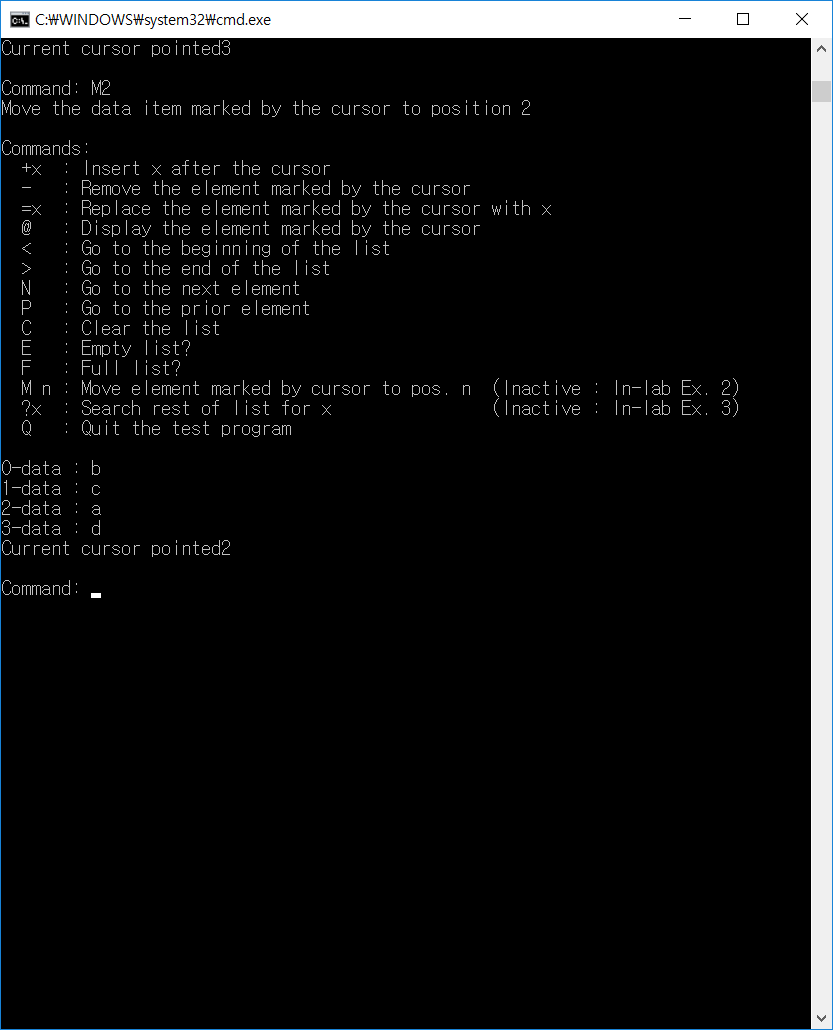 C:₩WINDOWS₩system32₩cmd.exe
Current cursor pointed3
Command: M2
Move the data item marked by the cursor to position 2
Commands:
+x : Insert x after the cursor
- : Remove the element marked by the cursor
=x : Replace the element marked by the cursor with x
@ : Display the element marked by the cursor
< : Go to the beginning of the list
> : Go to the end of the list
N : Go to the next element
P : Go to the prior element
C : Clear the list
E : Empty list?
F : Full list?
M n : Move element marked by cursor to pos. n (Inactive : In-lab Ex. 2)
?x : Search rest of list for x (Inactive : In-lab Ex. 3)
Q : Quit the test program
0-data : b
1-data : c
2-data : a
3-data : d
Current cursor pointed2
Command: